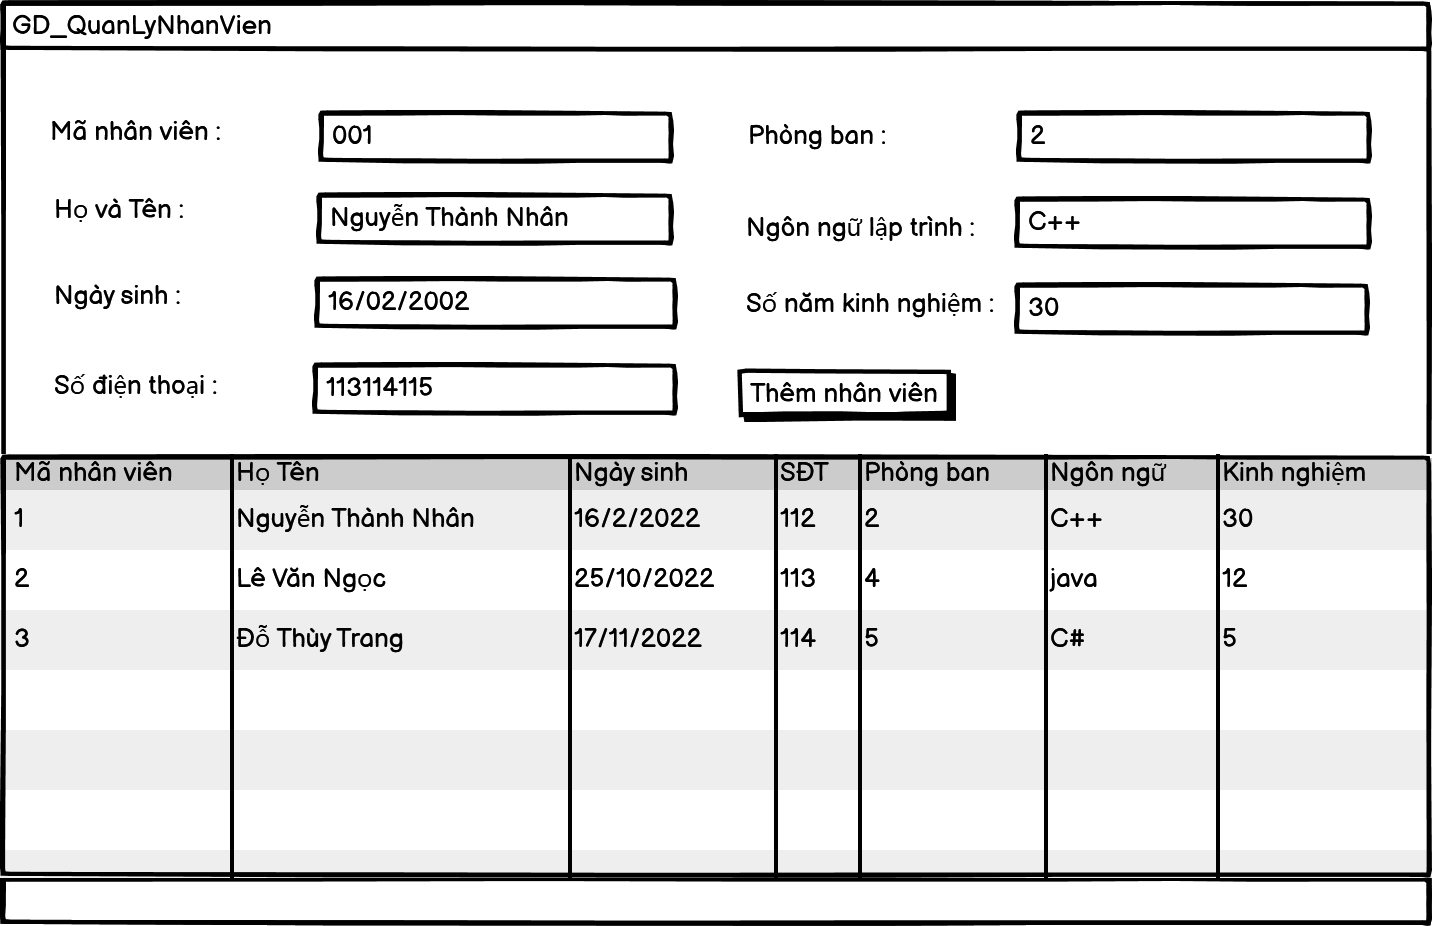 GD_QuanLyNhanVien
Mã nhân viên : 001
Phòng ban : 2
Họ và Tên : Nguyễn Thành Nhân
Ngôn ngữ lập trình : C++
Ngày sinh : 16/02/2002
Số năm kinh nghiệm : 30
Số điện thoại : 113114115
Thêm nhân viên
Mã nhân viên Họ Tên Ngày sinh SĐT Phòng ban Ngôn ngữ Kinh nghiệm
1 Nguyễn Thành Nhân 16/2/2022 112 2 C++ 30
2 Lê Văn Ngọc 25/10/2022 113 4 java 12
3 Đỗ Thùy Trang 17/11/2022 114 5 C# 5